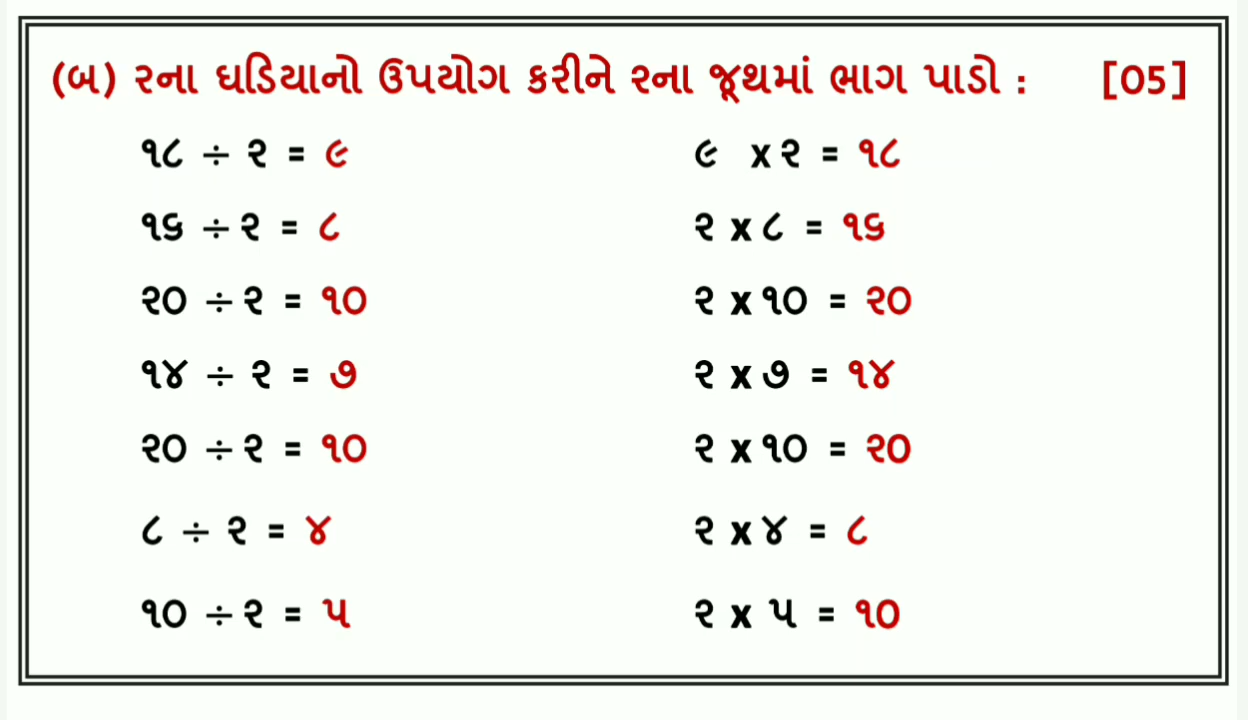 (બ) ૨ના ઘડિયાનો ઉપયોગ કરીને ૨ના જૂથમાં ભાગ પાડો : [05]
૧૮ ÷ ૨ = ૯ ૯ x ૨ = ૧૮
૧૬ ÷ ૨ = ૮ ૨ x ૮ = ૧૬
૨૦ ÷ ૨ = ૧૦ ૨ x ૧૦ = ૨૦
૧૪ ÷ ૨ = ૭ ૨ x ૭ = ૧૪
૨૦ ÷ ૨ = ૧૦ ૨ x ૧૦ = ૨૦
૮ ÷ ૨ = ૪ ૨ x ૪ = ૮
૧૦ ÷ ૨ = ૫ ૨ x ૫ = ૧૦